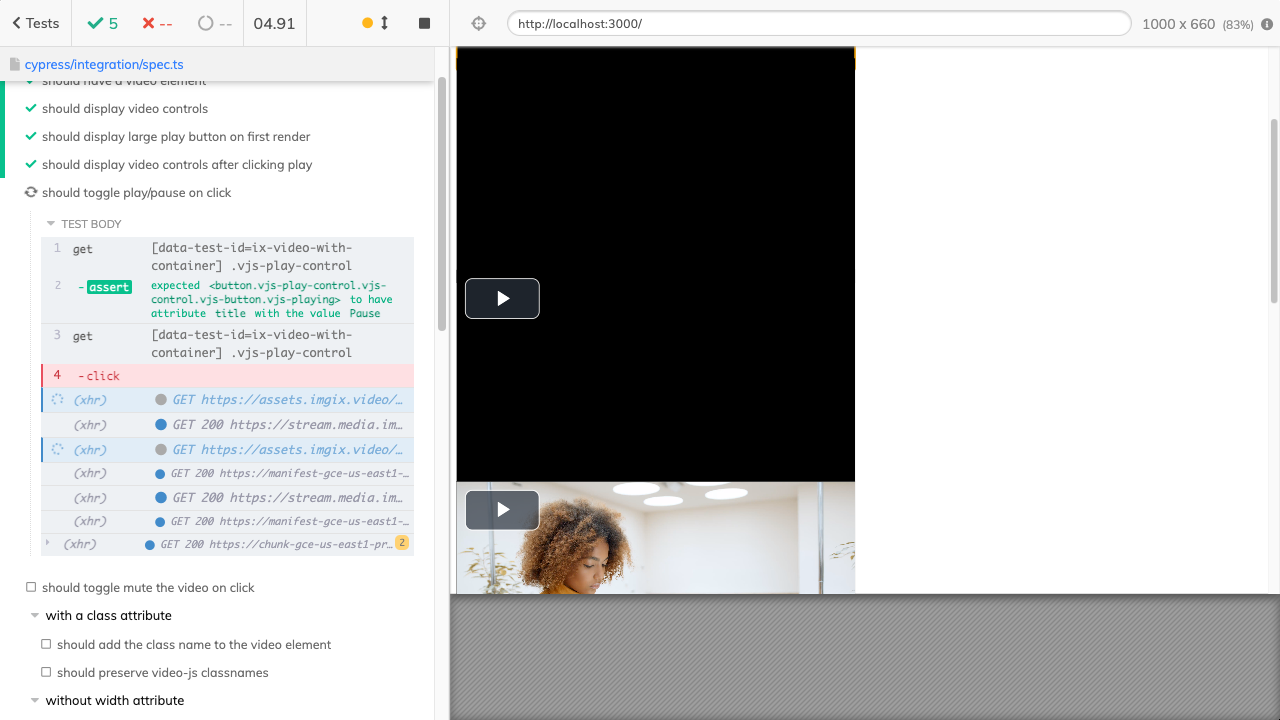 Tests
5
--
--
04.91
http://localhost:3000/
1000 x 660 (83%)
cypress/integration/spec.ts
should have a video element
should display video controls
should display large play button on first render
should display video controls after clicking play
should toggle play/pause on click
TEST BODY
1 get [data-test-id=ix-video-with-
container] .vjs-play-control
2 -assert expected <button.vjs-play-control.vjs-
control.vjs-button.vjs-playing> to have
attribute title with the value Pause
3 get [data-test-id=ix-video-with-
container] .vjs-play-control
4 -click
(xhr) GET https://assets.imgix.video/…
(xhr) GET 200 https://stream.media.im…
(xhr) GET https://assets.imgix.video/…
(xhr) GET 200 https://manifest-gce-us-east1-…
(xhr) GET 200 https://stream.media.im…
(xhr) GET 200 https://manifest-gce-us-east1-…
(xhr) GET 200 https://chunk-gce-us-east1-pr… 2
should toggle mute the video on click
with a class attribute
should add the class name to the video element
should preserve video-js classnames
without width attribute